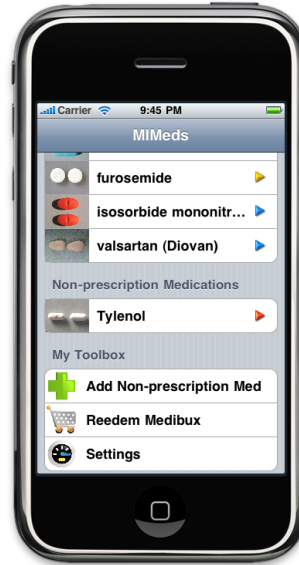 Carrier 9:45 PM
MIMeds
furosemide
isosorbide mononitr...
valsartan (Diovan)
Non-prescription Medications
Tylenol
My Toolbox
Add Non-prescription Med
Reedem Medibux
Settings